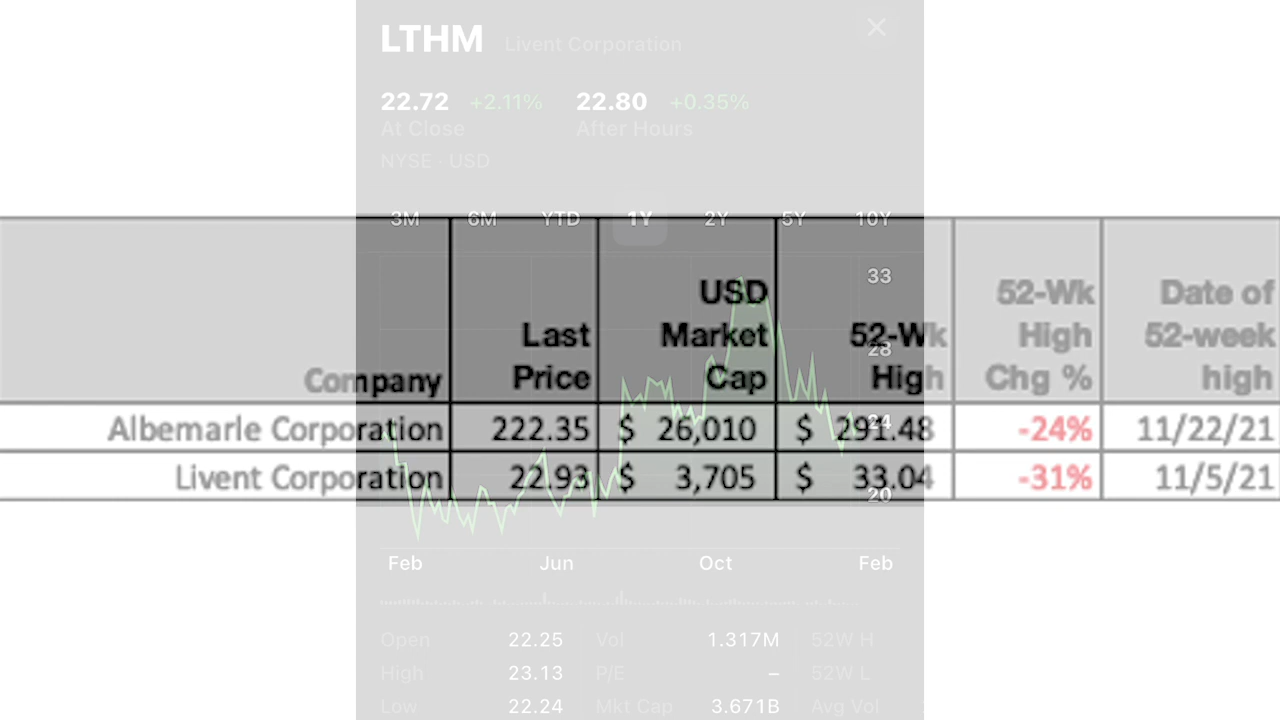 LTHM Livent Corporation
22.72 +2.11% 22.80 +0.35%
At Close After Hours
NYSE · USD
3M 6M YTD 1Y 2Y 5Y 10Y
33
28
24
20
Company Last Price USD Market Cap 52-Wk High 52-Wk High Chg % Date of 52-week high
Albemarle Corporation 222.35 $ 26,010 $ 291.48 -24% 11/22/21
Livent Corporation 22.93 $ 3,705 $ 33.04 -31% 11/5/21
Feb Jun Oct Feb
Open 22.25 Vol 1.317M 52W H
High 23.13 P/E – 52W L
Low 22.24 Mkt Cap 3.671B Avg Vol